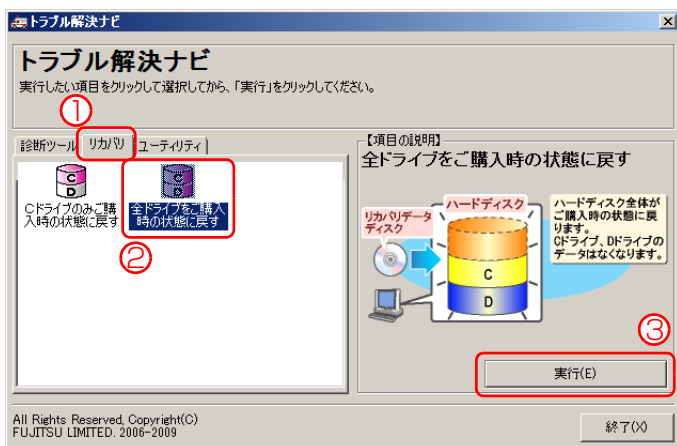 トラブル解決ナビ
トラブル解決ナビ
実行したい項目をクリックして選択してから、「実行」をクリックしてください。
①
診断ツール リカバリ ユーティリティ
C
D
Cドライブのみご購
入時の状態に戻す
C
D
全ドライブをご購入
時の状態に戻す
②
【項目の説明】
全ドライブをご購入時の状態に戻す
リカバリデータ
ディスク
ハードディスク
C
D
ハードディスク全体が
ご購入時の状態に戻
ります。
Cドライブ、Dドライブの
データはなくなります。
③
実行(E)
All Rights Reserved, Copyright(C)
FUJITSU LIMITED. 2006-2009
終了(X)